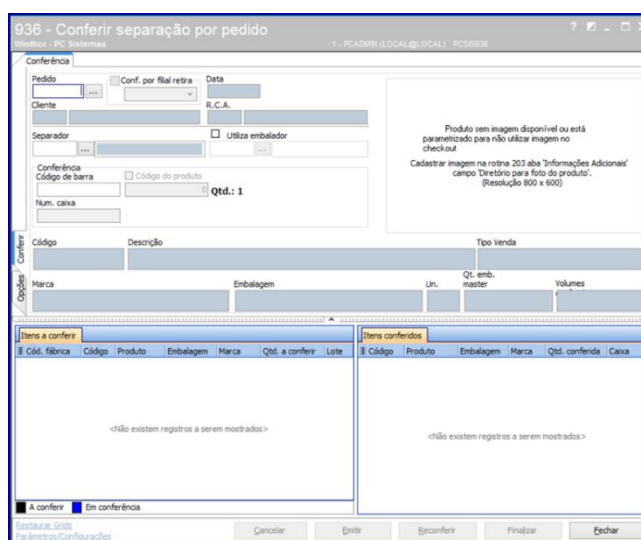 936 - Conferir separação por pedido
Winthor - PC Sistemas
1 - PCADMIN (LOCAL@LOCAL) PCSIS936
Conferência
Pedido
Conf. por filial retira
Data
Cliente
R.C.A.
Separador
Utiliza embalador
Produto sem imagem disponível ou está
parametrizado para não utilizar imagem no
checkout
Cadastrar imagem na rotina 203 aba 'Informações Adicionais'
campo 'Diretório para foto do produto'.
(Resolução 800 x 600)
Conferência
Código de barra
Código do produto
0
Qtd.: 1
Num. caixa
Conferir
Opções
Código
Descrição
Tipo Venda
Marca
Embalagem
Un.
Qt. emb.
master
Volumes
Itens a conferir
Cód. fábrica Código Produto Embalagem Marca Qtd. a conferir Lote
<Não existem registros a serem mostrados>
A conferir Em conferência
Itens conferidos
Código Produto Embalagem Marca Qtd. conferida Caixa
<Não existem registros a serem mostrados>
Restaurar Grids
Parâmetros/Configurações
Cancelar
Emitir
Reconferir
Finalizar
Fechar